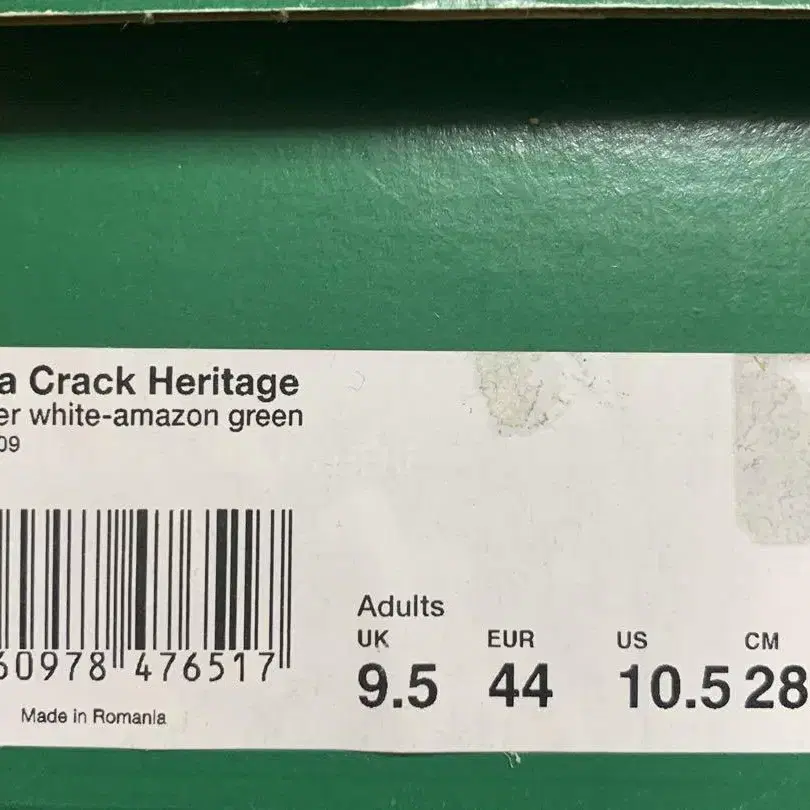 a Crack Heritage
er white-amazon green
09
60978 476517
Made in Romania
Adults
UK EUR US CM
9.5 44 10.5 28